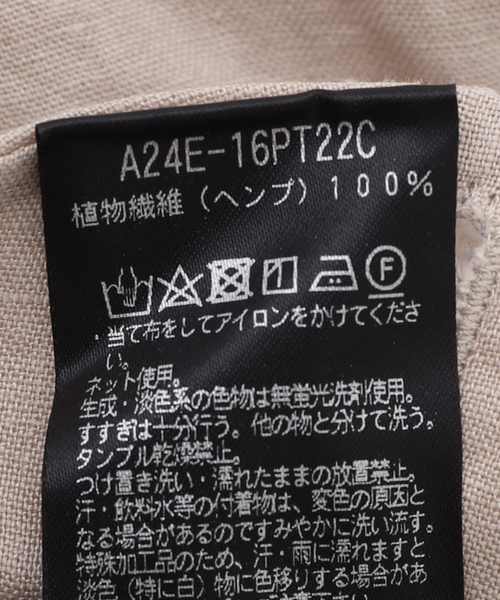 A24E-16PT22C
植物繊維（ヘンプ）100%
F
・当て布をしてアイロンをかけてくださ
い。
ネット使用。
生成・淡色系の色物は無蛍光洗剤使用。
すすぎは十分行う。他の物と分けて洗う。
タンブル乾燥禁止。
つけ置き洗い・濡れたままの放置禁止。
汗・飲料水等の付着物は、変色の原因と
なる場合があるのですみやかに洗い流す。
特殊加工品のため、汗・雨に濡れますと
淡色（特に白）物に色移りする場合があ